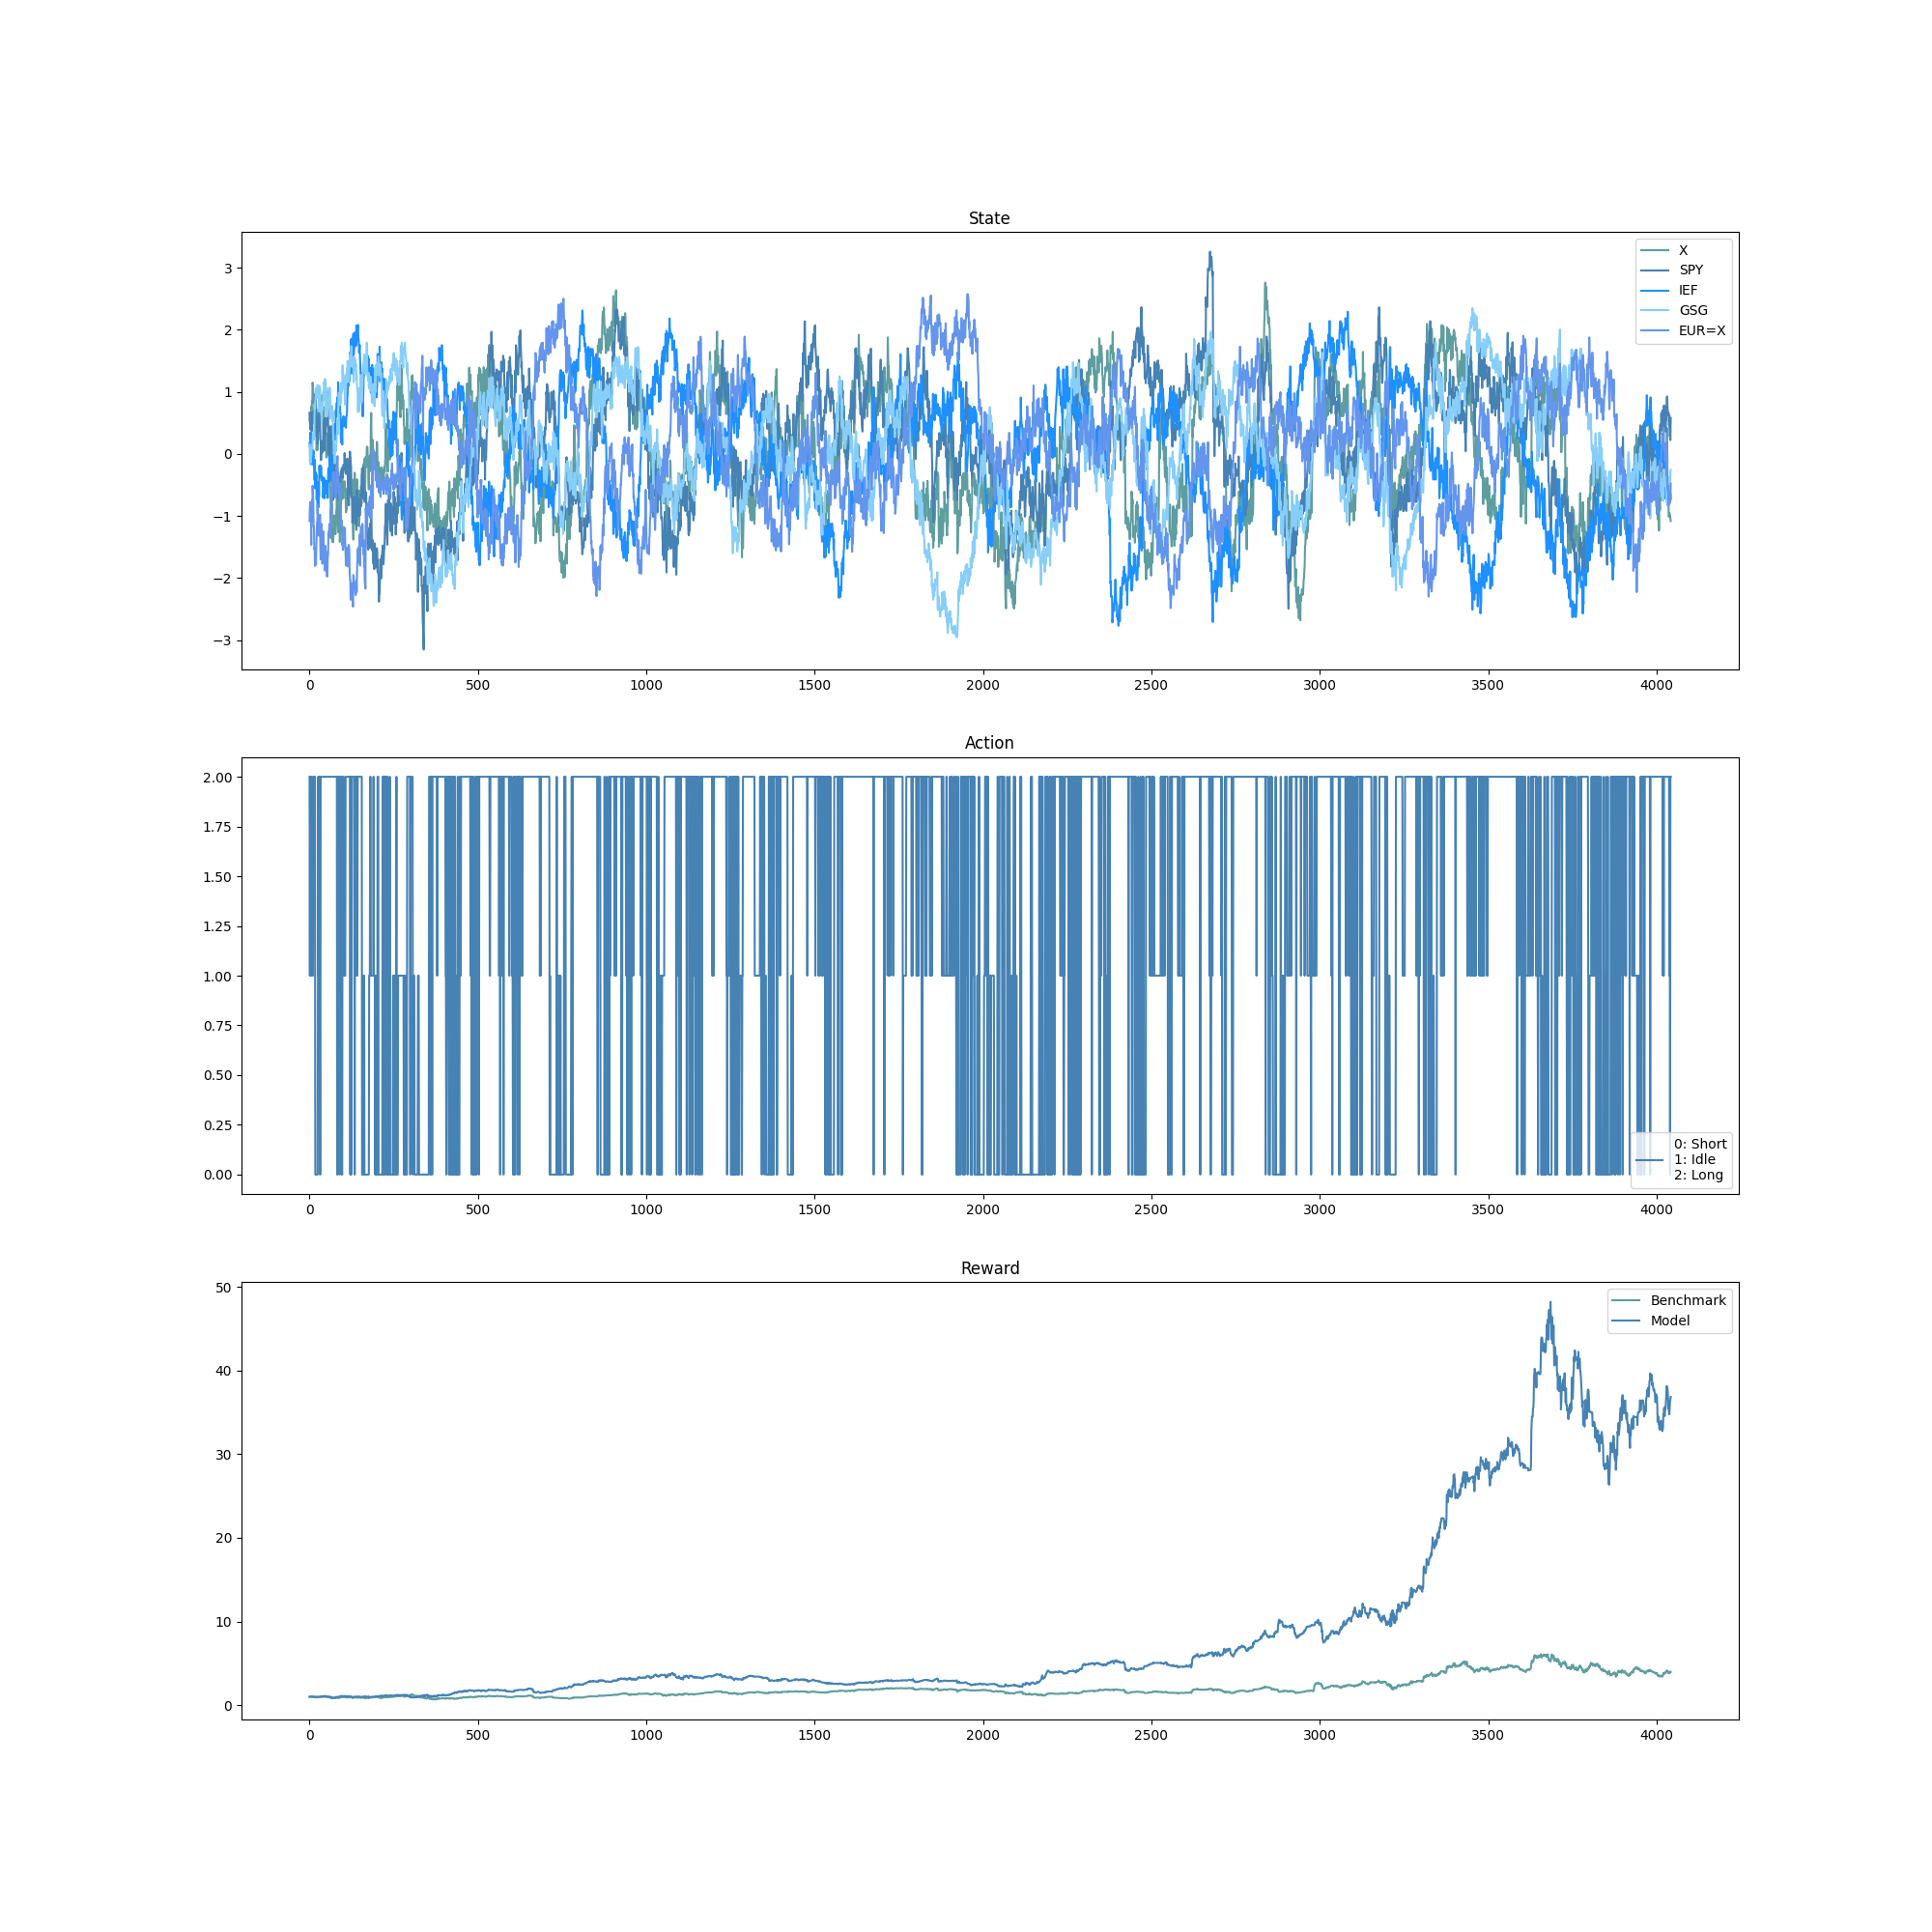 State
3
2
1
0
−1
−2
−3
X
SPY
IEF
GSG
EUR=X
0 500 1000 1500 2000 2500 3000 3500 4000
Action
2.00
1.75
1.50
1.25
1.00
0.75
0.50
0.25
0.00
0: Short
1: Idle
2: Long
0 500 1000 1500 2000 2500 3000 3500 4000
Reward
50
40
30
20
10
0
Benchmark
Model
0 500 1000 1500 2000 2500 3000 3500 4000